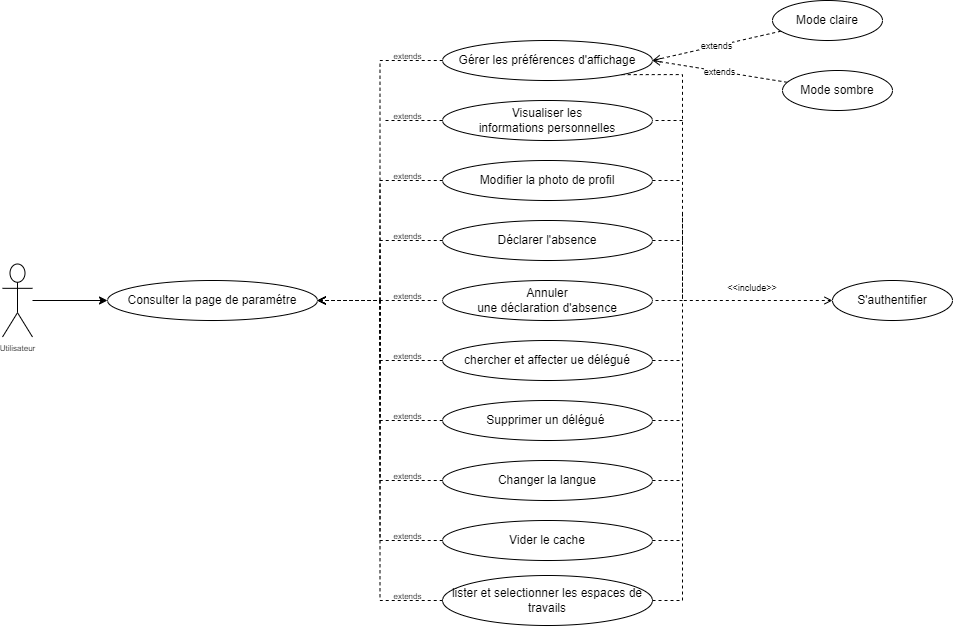 Mode claire
extends
extends
Gérer les préférences d'affichage
extends
Mode sombre
extends
Visualiser les
informations personnelles
extends
Modifier la photo de profil
extends
Déclarer l'absence
Utilisateur
Consulter la page de paramétre
extends
Annuler
une déclaration d'absence
<<include>>
S'authentifier
extends
chercher et affecter ue délégué
extends
Supprimer un délégué
extends
Changer la langue
extends
Vider le cache
extends
lister et selectionner les espaces de
travails